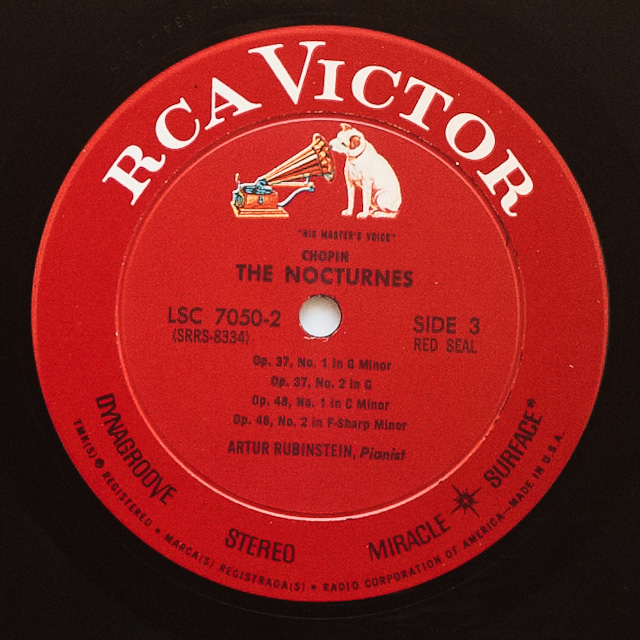 RCA VICTOR
"HIS MASTER'S VOICE"
CHOPIN
THE NOCTURNES
LSC 7050-2
(SRRS-8334)
SIDE 3
RED SEAL
Op. 37, No. 1 in G Minor
Op. 37, No. 2 in G
Op. 48, No. 1 in C Minor
Op. 48, No. 2 in F-Sharp Minor
ARTUR RUBINSTEIN, Pianist
DYNAGROOVE
STEREO
MIRACLE SURFACE®
TMK(S) ® REGISTERED • MARCA(S) REGISTRADA(S) • RADIO CORPORATION OF AMERICA—MADE IN U.S.A.